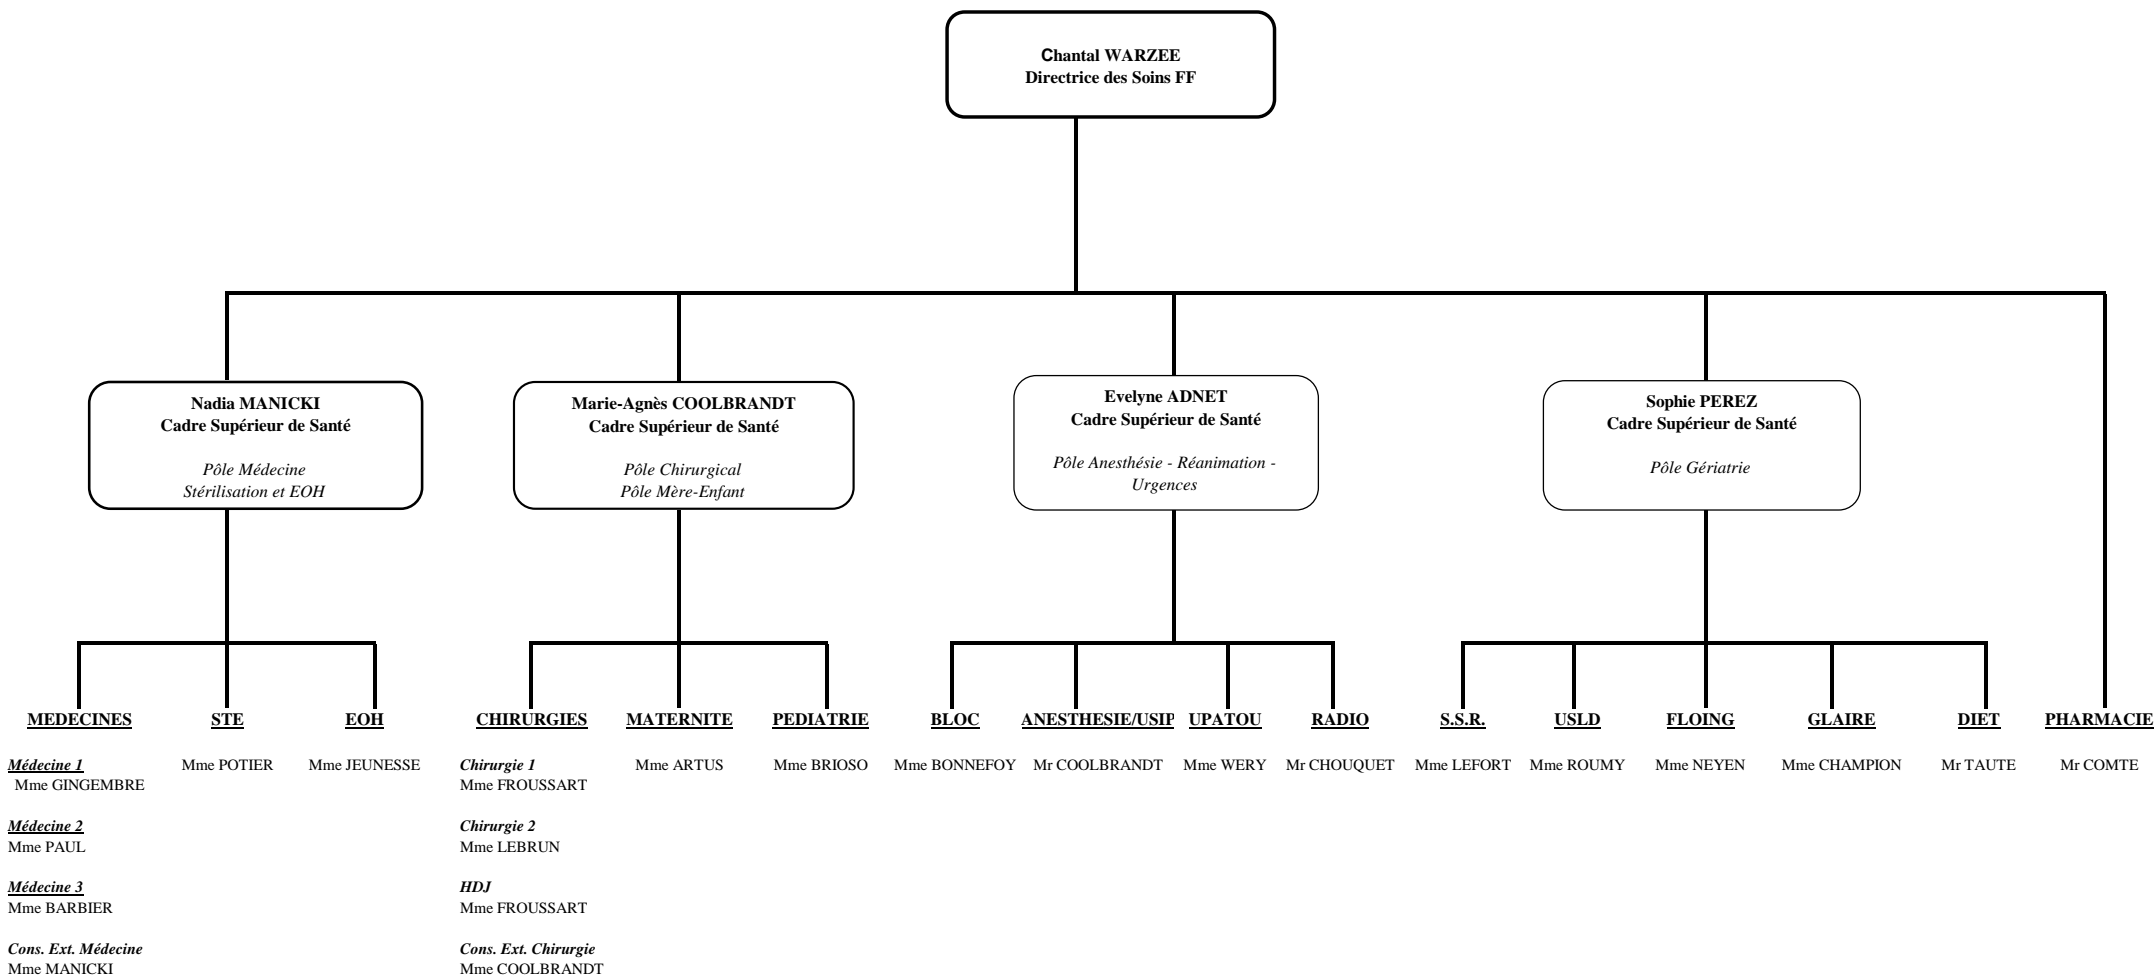 Chantal WARZEE
Directrice des Soins FF
Nadia MANICKI
Cadre Supérieur de Santé
Pôle Médecine
Stérilisation et EOH
Marie-Agnès COOLBRANDT
Cadre Supérieur de Santé
Pôle Chirurgical
Pôle Mère-Enfant
Evelyne ADNET
Cadre Supérieur de Santé
Pôle Anesthésie - Réanimation -
Urgences
Sophie PEREZ
Cadre Supérieur de Santé
Pôle Gériatrie
MEDECINES
Médecine 1
Mme GINGEMBRE
Médecine 2
Mme PAUL
Médecine 3
Mme BARBIER
Cons. Ext. Médecine
Mme MANICKI
STE
Mme POTIER
EOH
Mme JEUNESSE
CHIRURGIES
Chirurgie 1
Mme FROUSSART
Chirurgie 2
Mme LEBRUN
HDJ
Mme FROUSSART
Cons. Ext. Chirurgie
Mme COOLBRANDT
MATERNITE
Mme ARTUS
PEDIATRIE
Mme BRIOSO
BLOC
Mme BONNEFOY
ANESTHESIE/USIP
Mr COOLBRANDT
UPATOU
Mme WERY
RADIO
Mr CHOUQUET
S.S.R.
Mme LEFORT
USLD
Mme ROUMY
FLOING
Mme NEYEN
GLAIRE
Mme CHAMPION
DIET
Mr TAUTE
PHARMACIE
Mr COMTE